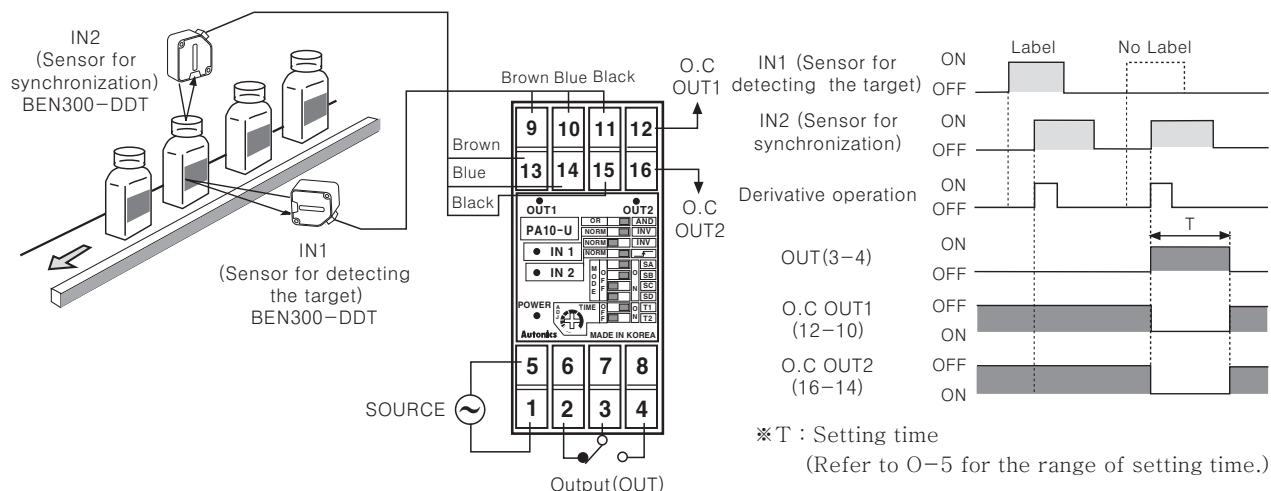 IN2
(Sensor for
synchronization)
BEN300-DDT
Brown Blue Black
O.C
OUT1
9 10 11 12
Brown
13 14 15 16
Blue
Black
O.C
OUT2
OUT1 OUT2
PA10-U
OR AND
NORM INV
NORM INV
NORM
IN 1
IN 2
MODE OFF ON
SA
SB
SC
SD
POWER
ADJ TIME OFF ON
T1
T2
Autonics MADE IN KOREA
IN1
(Sensor for detecting
the target)
BEN300-DDT
5 6 7 8
SOURCE
1 2 3 4
Output(OUT)
Label No Label
IN1 (Sensor for
detecting the target)
ON
OFF
IN2 (Sensor for
synchronization)
ON
OFF
Derivative operation
ON
OFF
T
OUT(3-4)
ON
OFF
O.C OUT1
(12-10)
OFF
ON
O.C OUT2
(16-14)
OFF
ON
※T : Setting time
(Refer to O-5 for the range of setting time.)